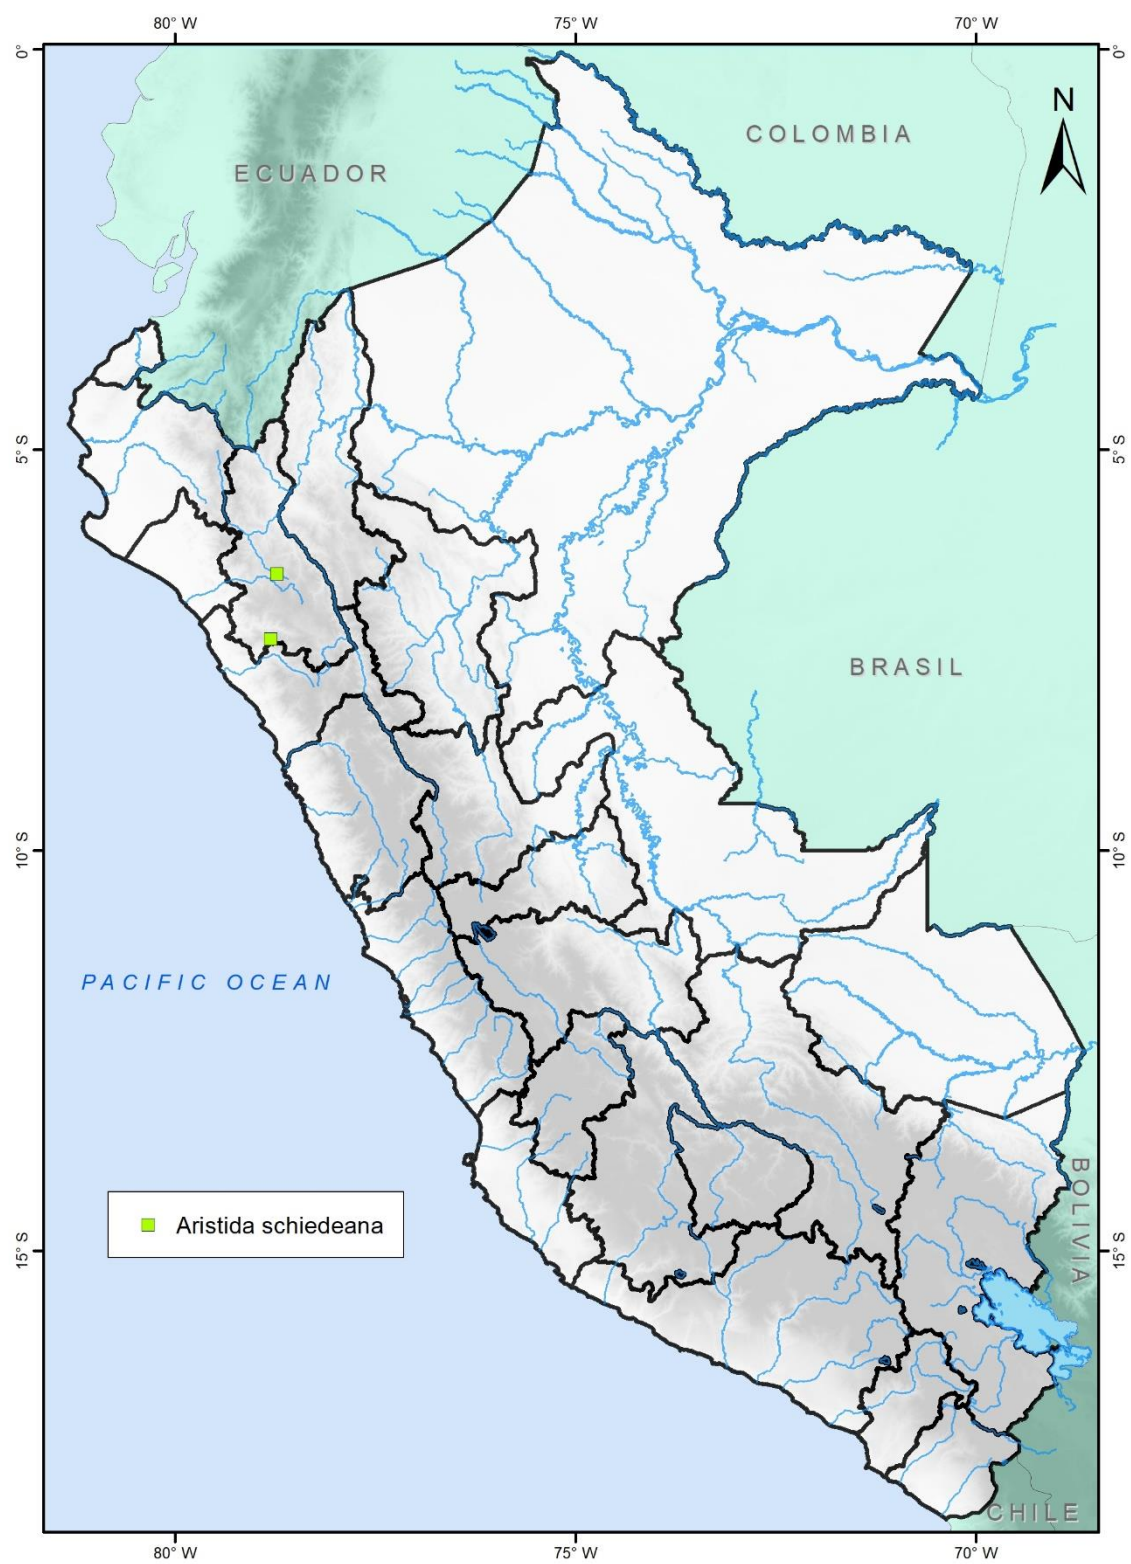 80° W 75° W 70° W
0° 0°
N
COLOMBIA
ECUADOR
5° S 5° S
BRASIL
10° S 10° S
PACIFIC OCEAN
BOLIVIA
Aristida schiedeana
15° S 15° S
CHILE
80° W 75° W 70° W